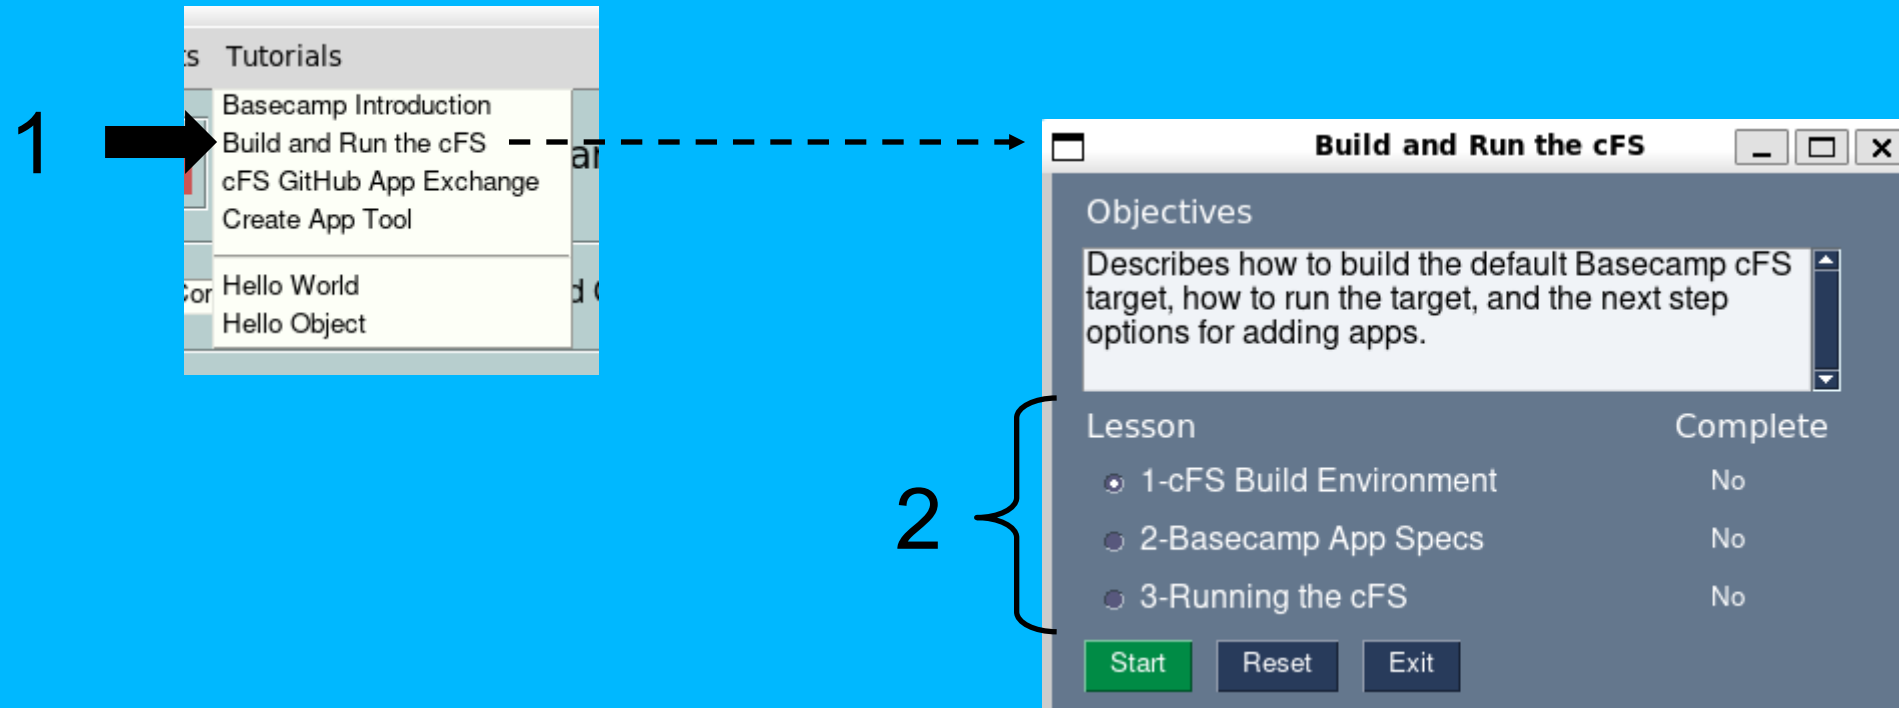 ts Tutorials
1
Basecamp Introduction
Build and Run the cFS
ar
cFS GitHub App Exchange
Create App Tool
Cor
Hello World
d
Hello Object
Build and Run the cFS
Objectives
Describes how to build the default Basecamp cFS
target, how to run the target, and the next step
options for adding apps.
2
Lesson Complete
1-cFS Build Environment No
2-Basecamp App Specs No
3-Running the cFS No
Start Reset Exit